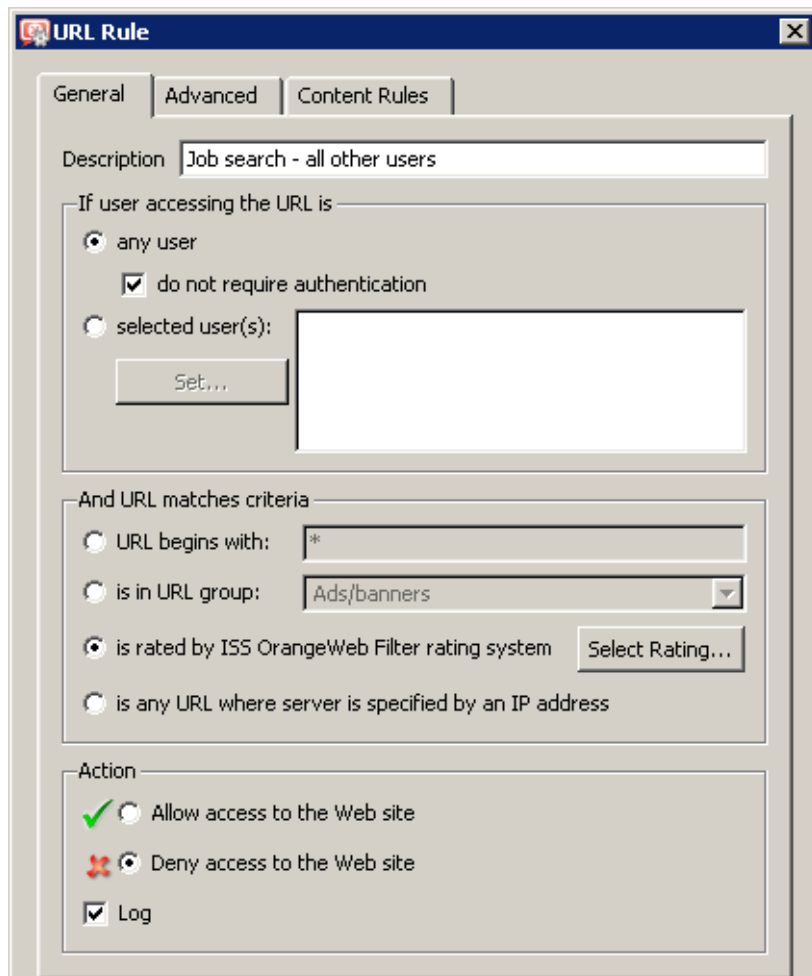 URL Rule
General Advanced Content Rules
Description Job search - all other users
If user accessing the URL is
any user
do not require authentication
selected user(s):
Set...
And URL matches criteria
URL begins with: *
is in URL group: Ads/banners
is rated by ISS OrangeWeb Filter rating system Select Rating...
is any URL where server is specified by an IP address
Action
Allow access to the Web site
Deny access to the Web site
Log